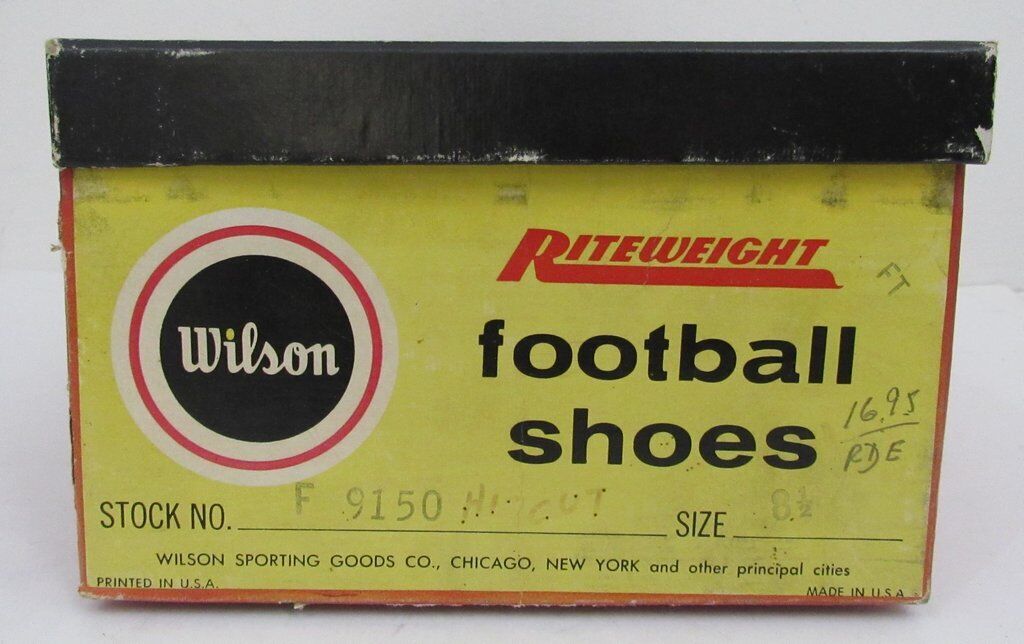 Wilson
RITEWEIGHT
FT
football
shoes
16.95
RDE
STOCK NO. F 9150 HI CUT SIZE 8½
WILSON SPORTING GOODS CO., CHICAGO, NEW YORK and other principal cities
PRINTED IN U.S.A.
MADE IN U.S.A